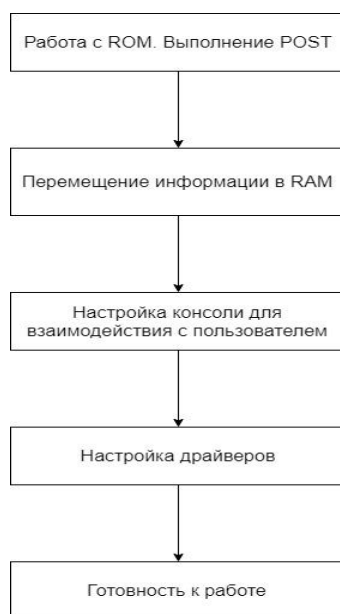 Работа с ROM. Выполнение POST
Перемещение информации в RAM
Настройка консоли для
взаимодействия с пользователем
Настройка драйверов
Готовность к работе